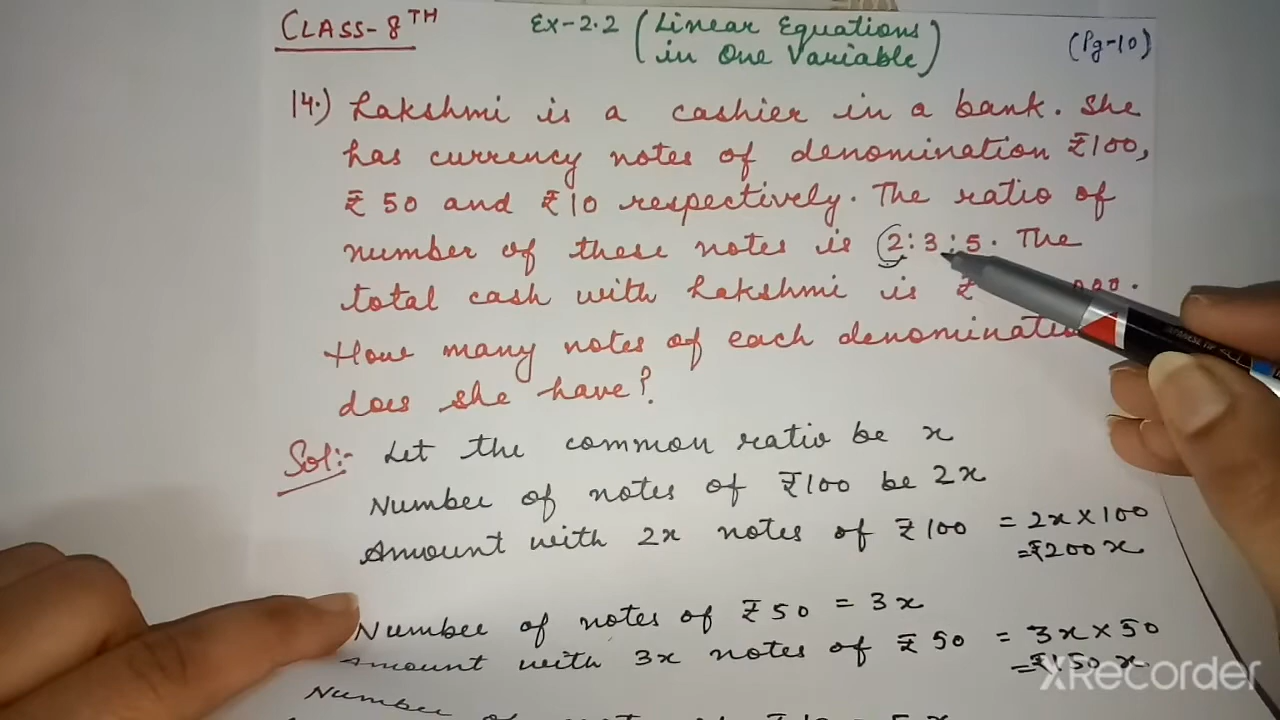 CLASS-8TH
Ex-2.2 (Linear Equations
in One Variable)
(Pg-10)
14.) Lakshmi is a cashier in a bank. She
has currency notes of denomination ₹100,
₹50 and ₹10 respectively. The ratio of
number of these notes is (2:3:5. The
total cash with Lakshmi is ₹ 000.
How many notes of each denomination
does she have?
Sol:- Let the common ratio be x
Number of notes of ₹100 be 2x
Amount with 2x notes of ₹100 = 2x×100
=₹200x
Number of notes of ₹50 = 3x
Amount with 3x notes of ₹50 = 3x×50
=₹150x
Number
XRecorder